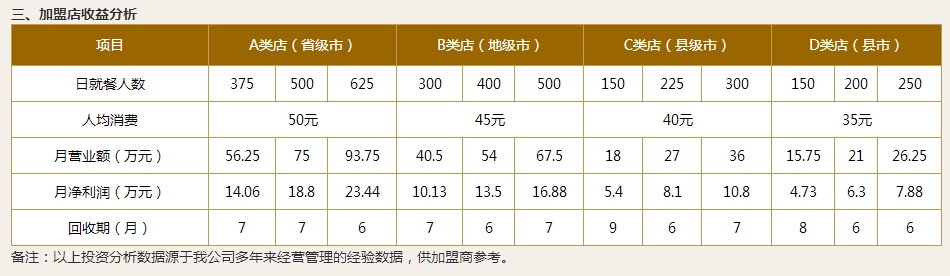 三、加盟店收益分析
项目 A类店（省级市） B类店（地级市） C类店（县级市） D类店（县市）
日就餐人数 375 500 625 300 400 500 150 225 300 150 200 250
人均消费 50元 45元 40元 35元
月营业额（万元） 56.25 75 93.75 40.5 54 67.5 18 27 36 15.75 21 26.25
月净利润（万元） 14.06 18.8 23.44 10.13 13.5 16.88 5.4 8.1 10.8 4.73 6.3 7.88
回收期（月） 7 7 6 7 6 7 9 6 7 8 6 6
备注：以上投资分析数据源于我公司多年来经营管理的经验数据，供加盟商参考。